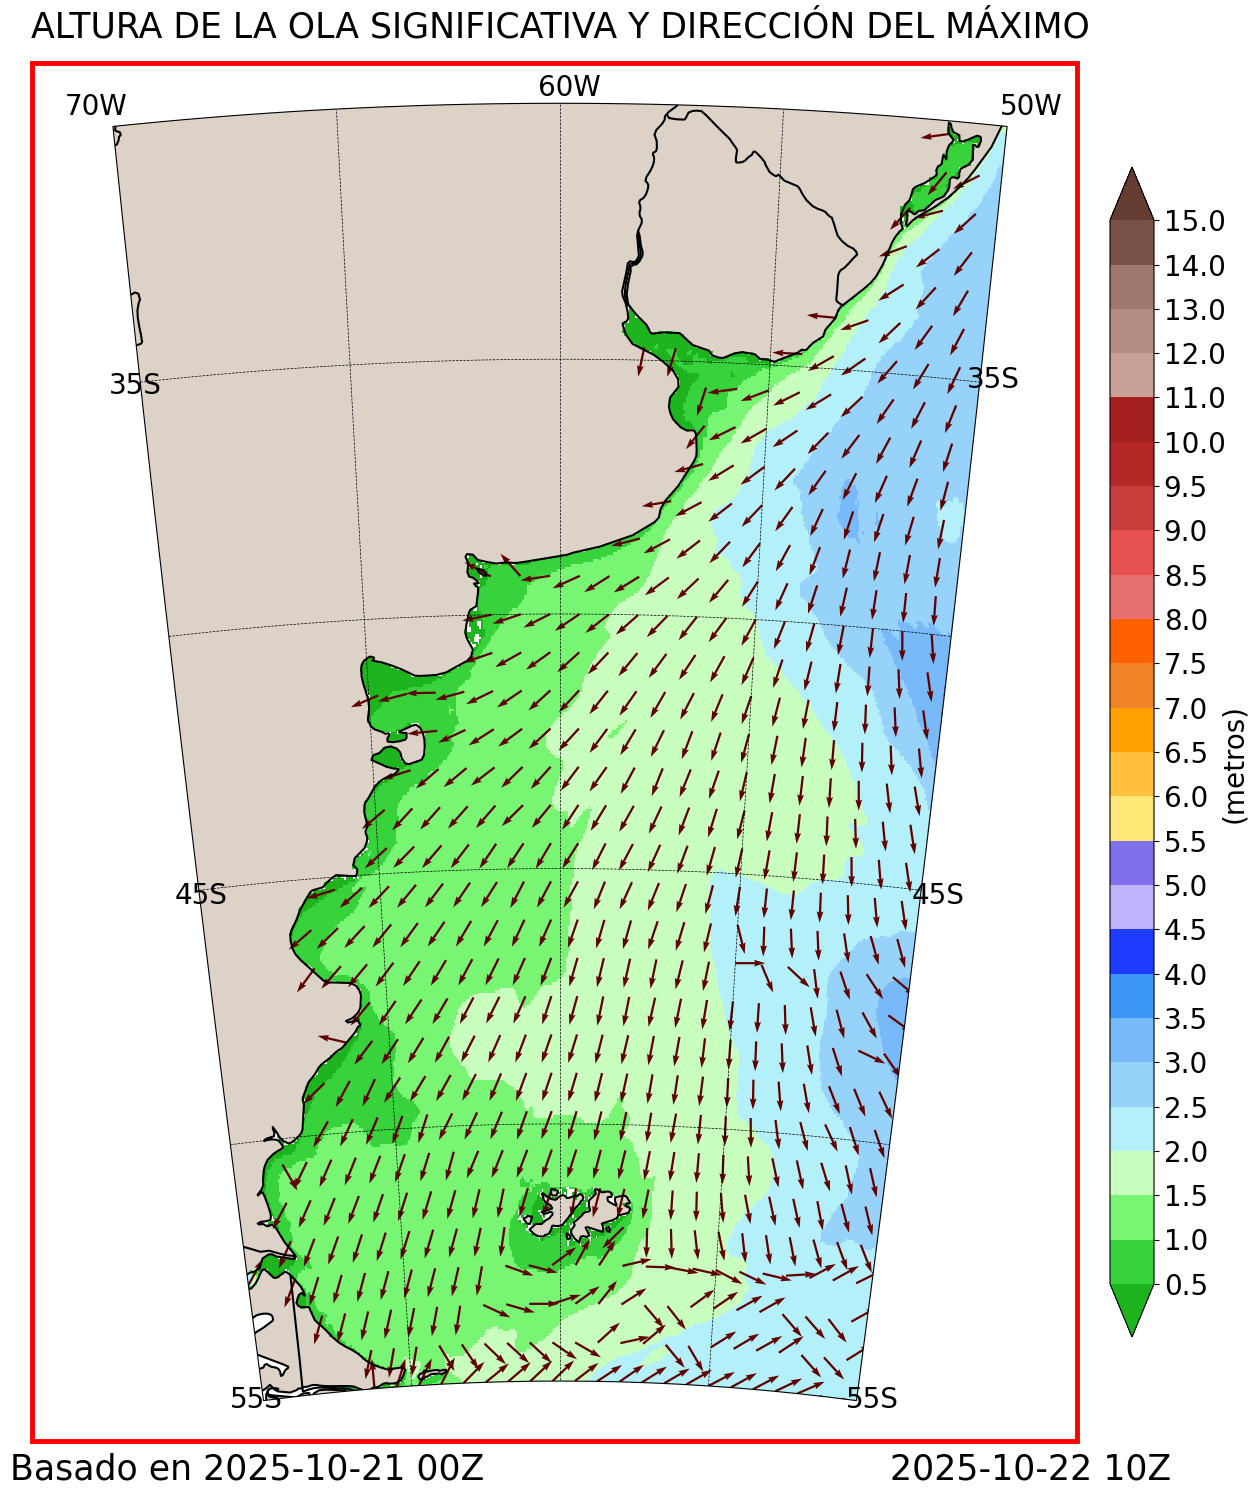 ALTURA DE LA OLA SIGNIFICATIVA Y DIRECCIÓN DEL MÁXIMO
70W
60W
50W
35S
35S
45S
45S
55S
55S
15.0
14.0
13.0
12.0
11.0
10.0
9.5
9.0
8.5
8.0
7.5
7.0
6.5
6.0
5.5
5.0
4.5
4.0
3.5
3.0
2.5
2.0
1.5
1.0
0.5
(metros)
Basado en 2025-10-21 00Z
2025-10-22 10Z